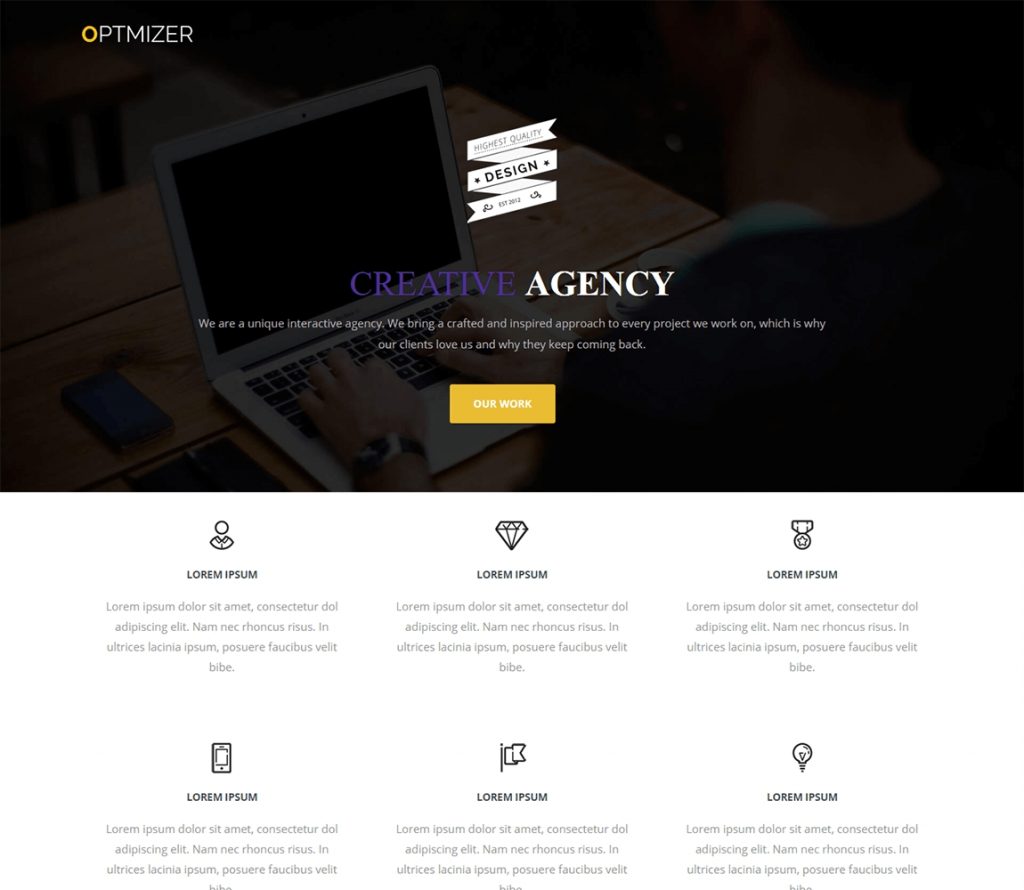 OPTMIZER
HIGHEST QUALITY
DESIGN
EST 2012
CREATIVE AGENCY
We are a unique interactive agency. We bring a crafted and inspired approach to every project we work on, which is why
our clients love us and why they keep coming back.
OUR WORK
LOREM IPSUM
Lorem ipsum dolor sit amet, consectetur dol
adipiscing elit. Nam nec rhoncus risus. In
ultrices lacinia ipsum, posuere faucibus velit
bibe.
LOREM IPSUM
Lorem ipsum dolor sit amet, consectetur dol
adipiscing elit. Nam nec rhoncus risus. In
ultrices lacinia ipsum, posuere faucibus velit
bibe.
LOREM IPSUM
Lorem ipsum dolor sit amet, consectetur dol
adipiscing elit. Nam nec rhoncus risus. In
ultrices lacinia ipsum, posuere faucibus velit
bibe.
LOREM IPSUM
Lorem ipsum dolor sit amet, consectetur dol
adipiscing elit. Nam nec rhoncus risus. In
ultrices lacinia ipsum, posuere faucibus velit
LOREM IPSUM
Lorem ipsum dolor sit amet, consectetur dol
adipiscing elit. Nam nec rhoncus risus. In
ultrices lacinia ipsum, posuere faucibus velit
LOREM IPSUM
Lorem ipsum dolor sit amet, consectetur dol
adipiscing elit. Nam nec rhoncus risus. In
ultrices lacinia ipsum, posuere faucibus velit